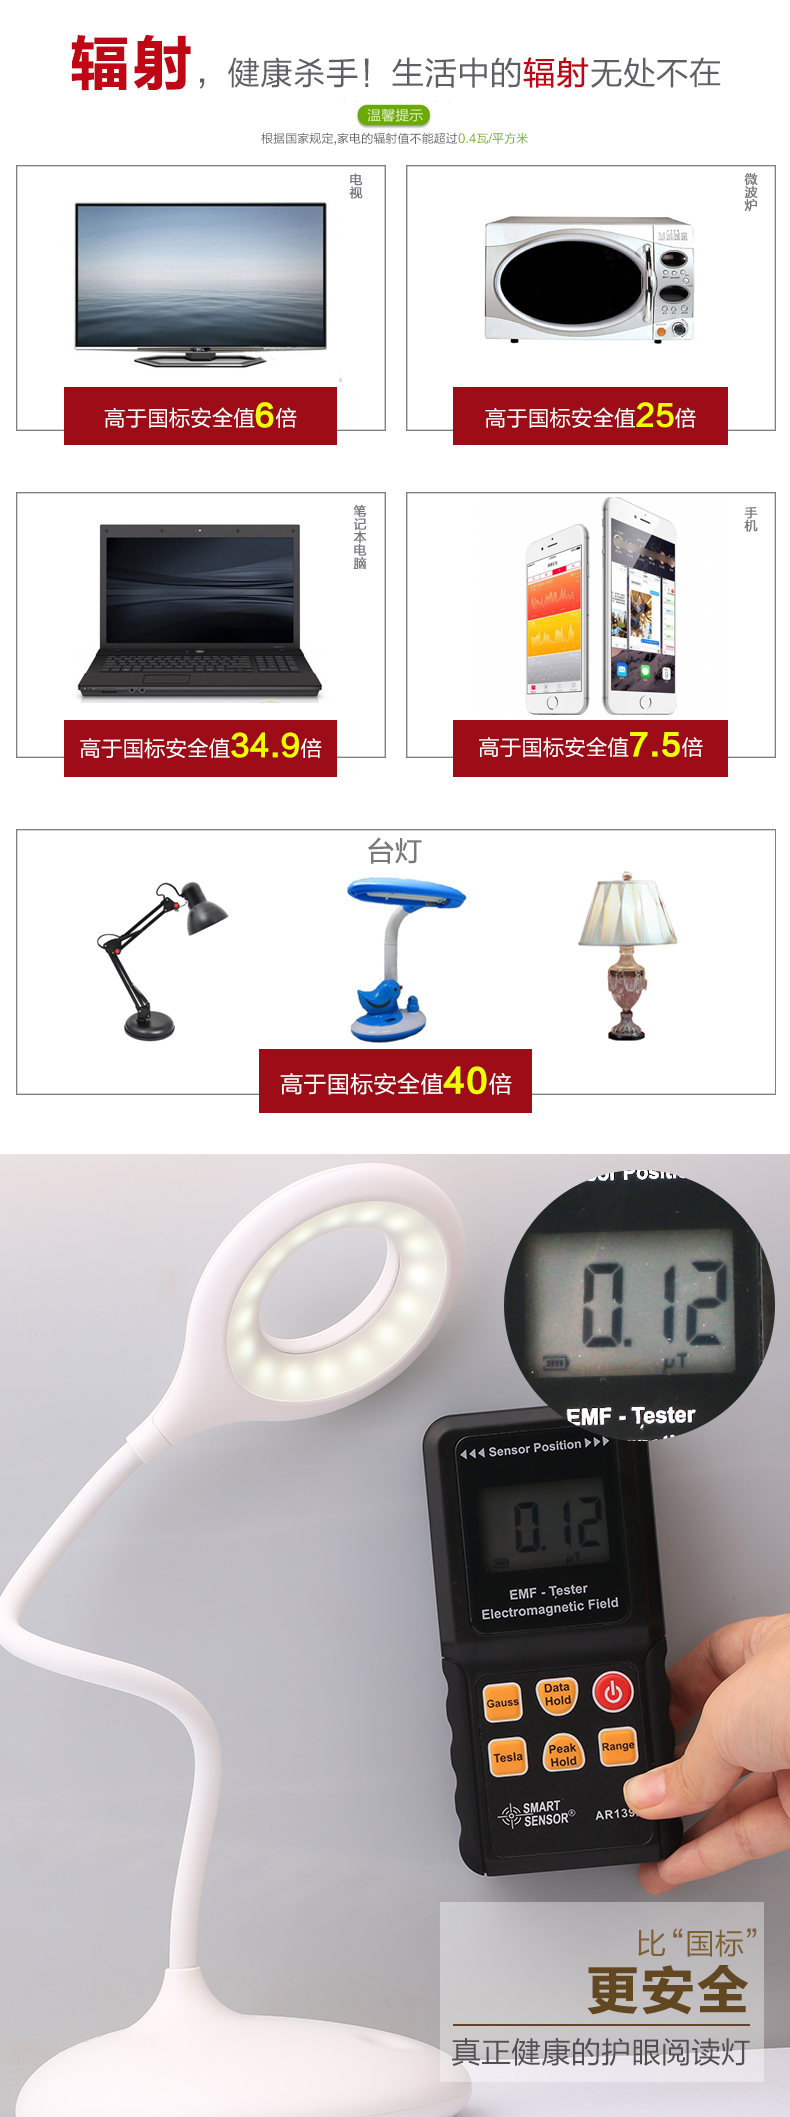 辐射，健康杀手！生活中的辐射无处不在
温馨提示
根据国家规定,家电的辐射值不能超过0.4瓦/平方米
电视
微波炉
高于国标安全值6倍
高于国标安全值25倍
笔记本电脑
手机
高于国标安全值34.9倍
高于国标安全值7.5倍
台灯
高于国标安全值40倍
0.12
μT
EMF - Tester
Sensor Position
0.12
μT
EMF - Tester
Electromagnetic Field
Gauss
Data Hold
Tesla
Peak Hold
Range
SMART SENSOR®
AR139
比“国标”
更安全
真正健康的护眼阅读灯